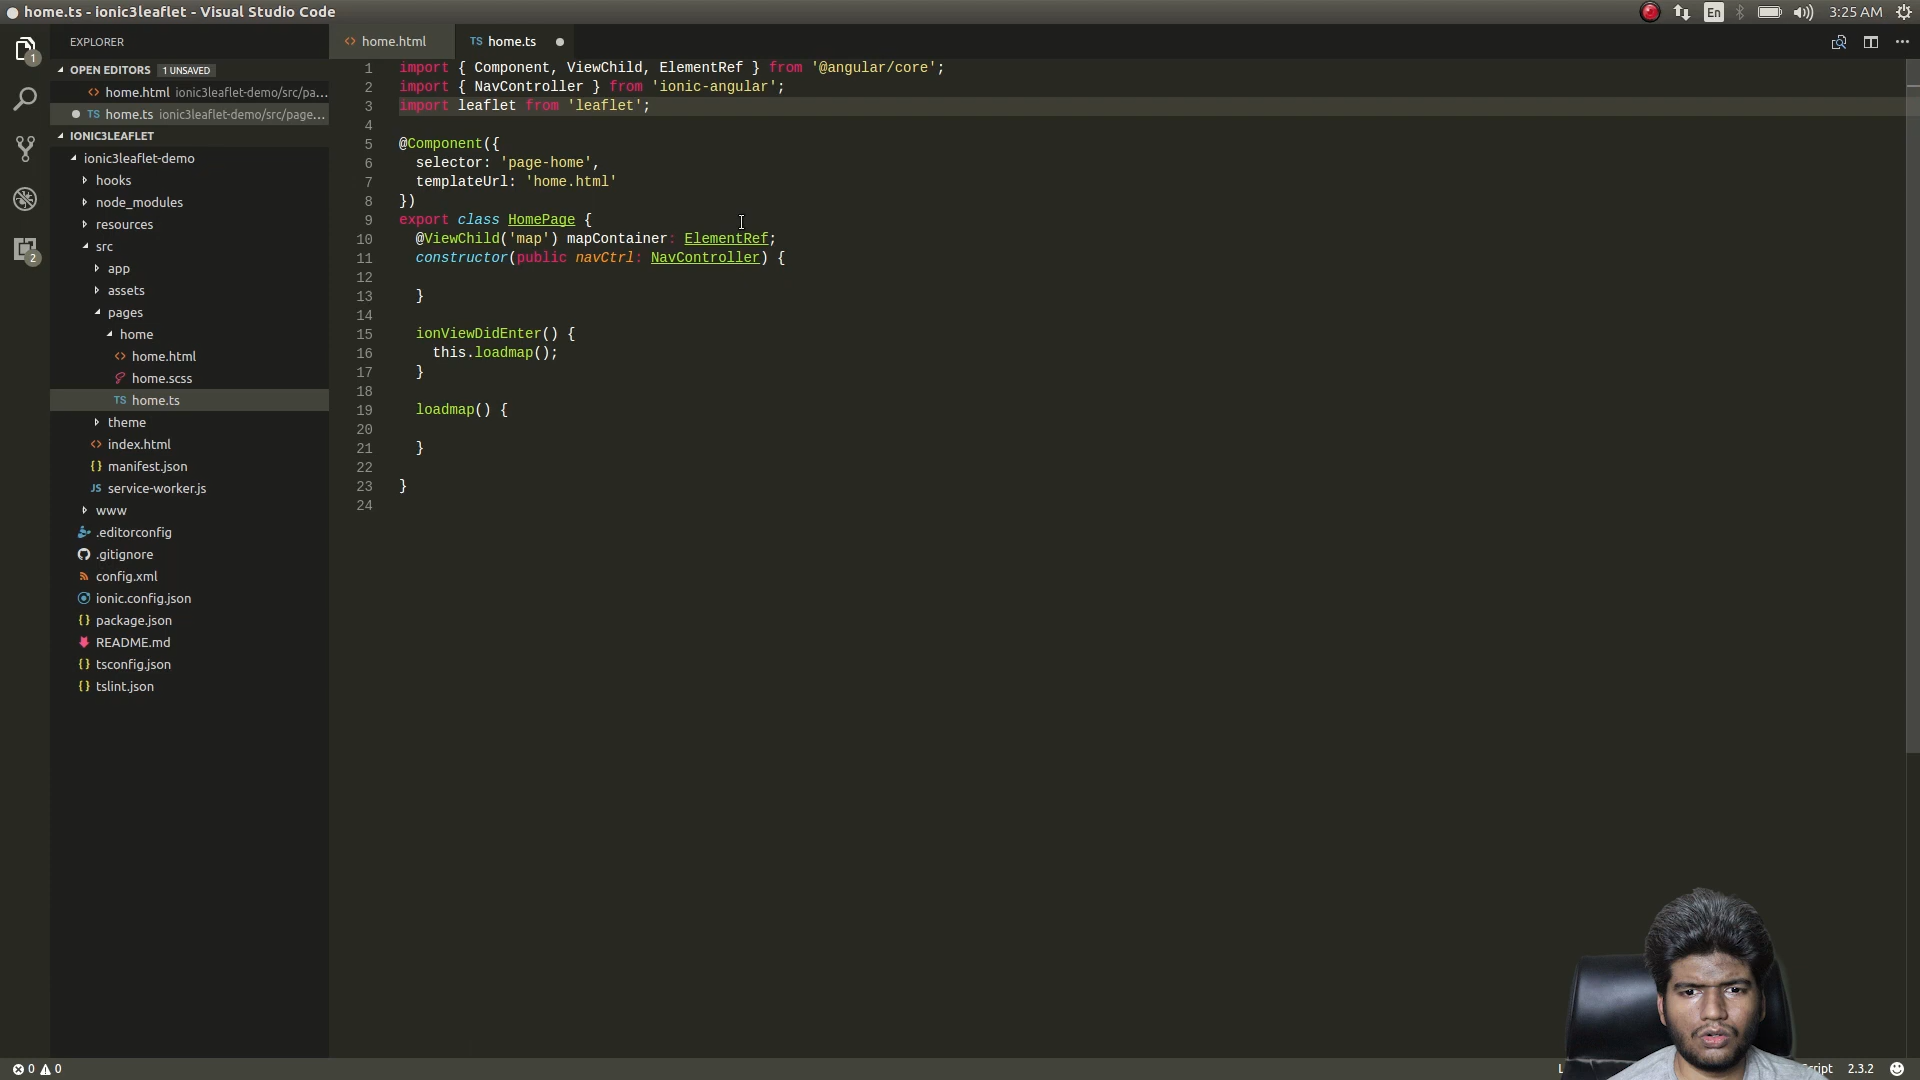 home.ts - ionic3leaflet - Visual Studio Code
En
3:25 AM
EXPLORER
OPEN EDITORS 1 UNSAVED
home.html ionic3leaflet-demo/src/pa...
TS home.ts ionic3leaflet-demo/src/page...
IONIC3LEAFLET
ionic3leaflet-demo
hooks
node_modules
resources
src
app
assets
pages
home
<> home.html
home.scss
TS home.ts
theme
<> index.html
{} manifest.json
JS service-worker.js
www
.editorconfig
.gitignore
config.xml
ionic.config.json
{} package.json
README.md
{} tsconfig.json
{} tslint.json
1
2
<> home.html
TS home.ts
1 import { Component, ViewChild, ElementRef } from '@angular/core';
2 import { NavController } from 'ionic-angular';
3 import leaflet from 'leaflet';
4
5 @Component({
6 selector: 'page-home',
7 templateUrl: 'home.html'
8 })
9 export class HomePage {
10 @ViewChild('map') mapContainer: ElementRef;
11 constructor(public navCtrl: NavController) {
12
13 }
14
15 ionViewDidEnter() {
16 this.loadmap();
17 }
18
19 loadmap() {
20
21 }
22
23 }
24
0 0
2.3.2